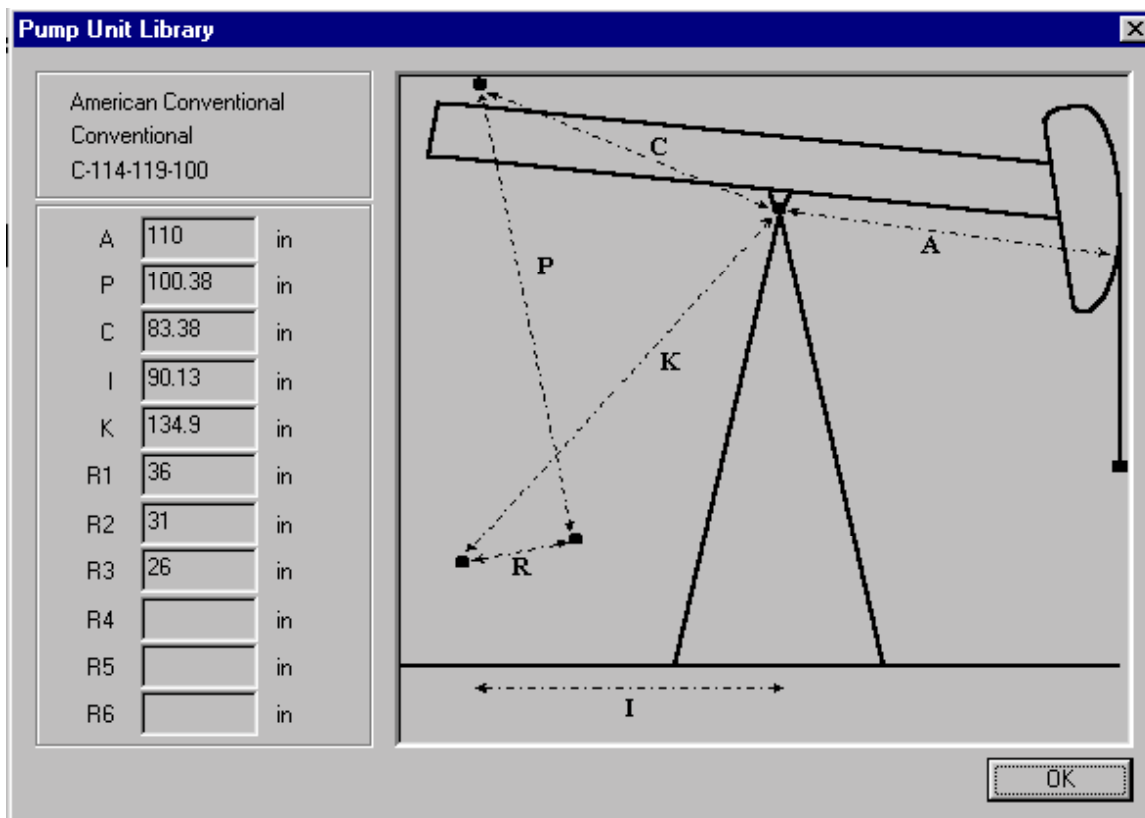 Pump Unit Library
American Conventional
Conventional
C-114-119-100
A 110 in
P 100.38 in
C 83.38 in
I 90.13 in
K 134.9 in
R1 36 in
R2 31 in
R3 26 in
R4 in
R5 in
R6 in
C
A
P
K
R
I
OK